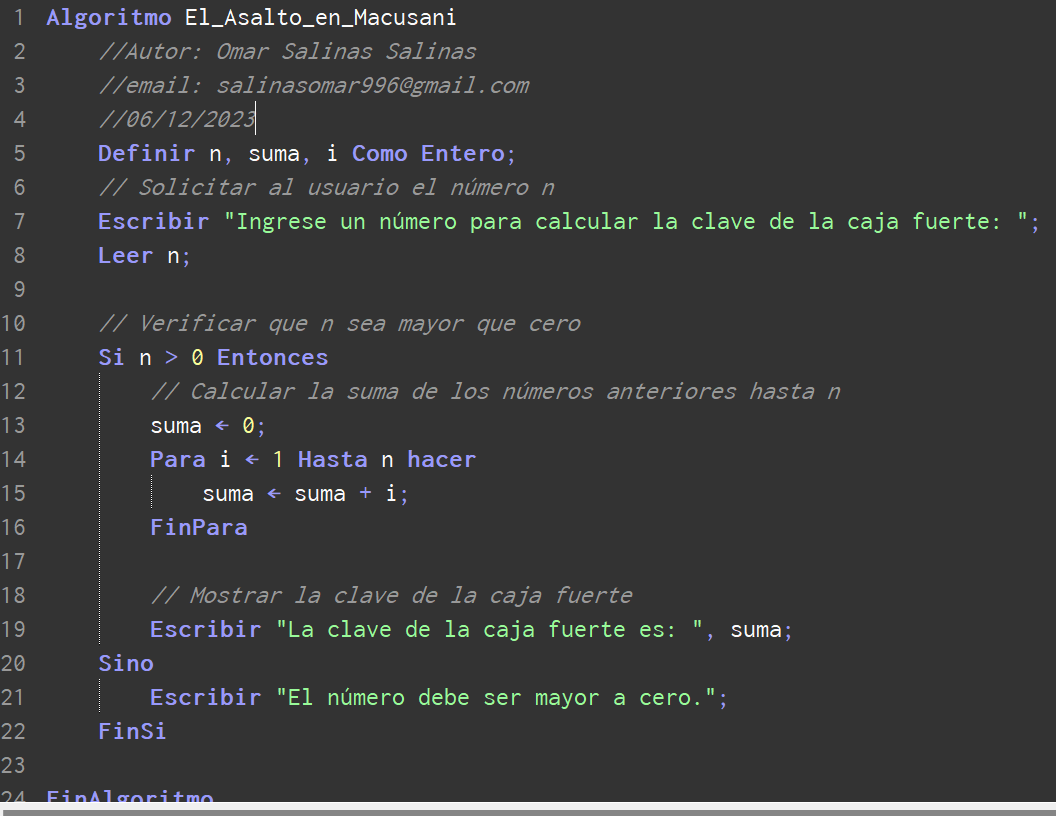 1 Algoritmo El_Asalto_en_Macusani
2 //Autor: Omar Salinas Salinas
3 //email: salinasomar996@gmail.com
4 //06/12/2023
5 Definir n, suma, i Como Entero;
6 // Solicitar al usuario el número n
7 Escribir "Ingrese un número para calcular la clave de la caja fuerte: ";
8 Leer n;
9
10 // Verificar que n sea mayor que cero
11 Si n > 0 Entonces
12 // Calcular la suma de los números anteriores hasta n
13 suma ← 0;
14 Para i ← 1 Hasta n hacer
15 suma ← suma + i;
16 FinPara
17
18 // Mostrar la clave de la caja fuerte
19 Escribir "La clave de la caja fuerte es: ", suma;
20 Sino
21 Escribir "El número debe ser mayor a cero.";
22 FinSi
23
24 FinAlgoritmo